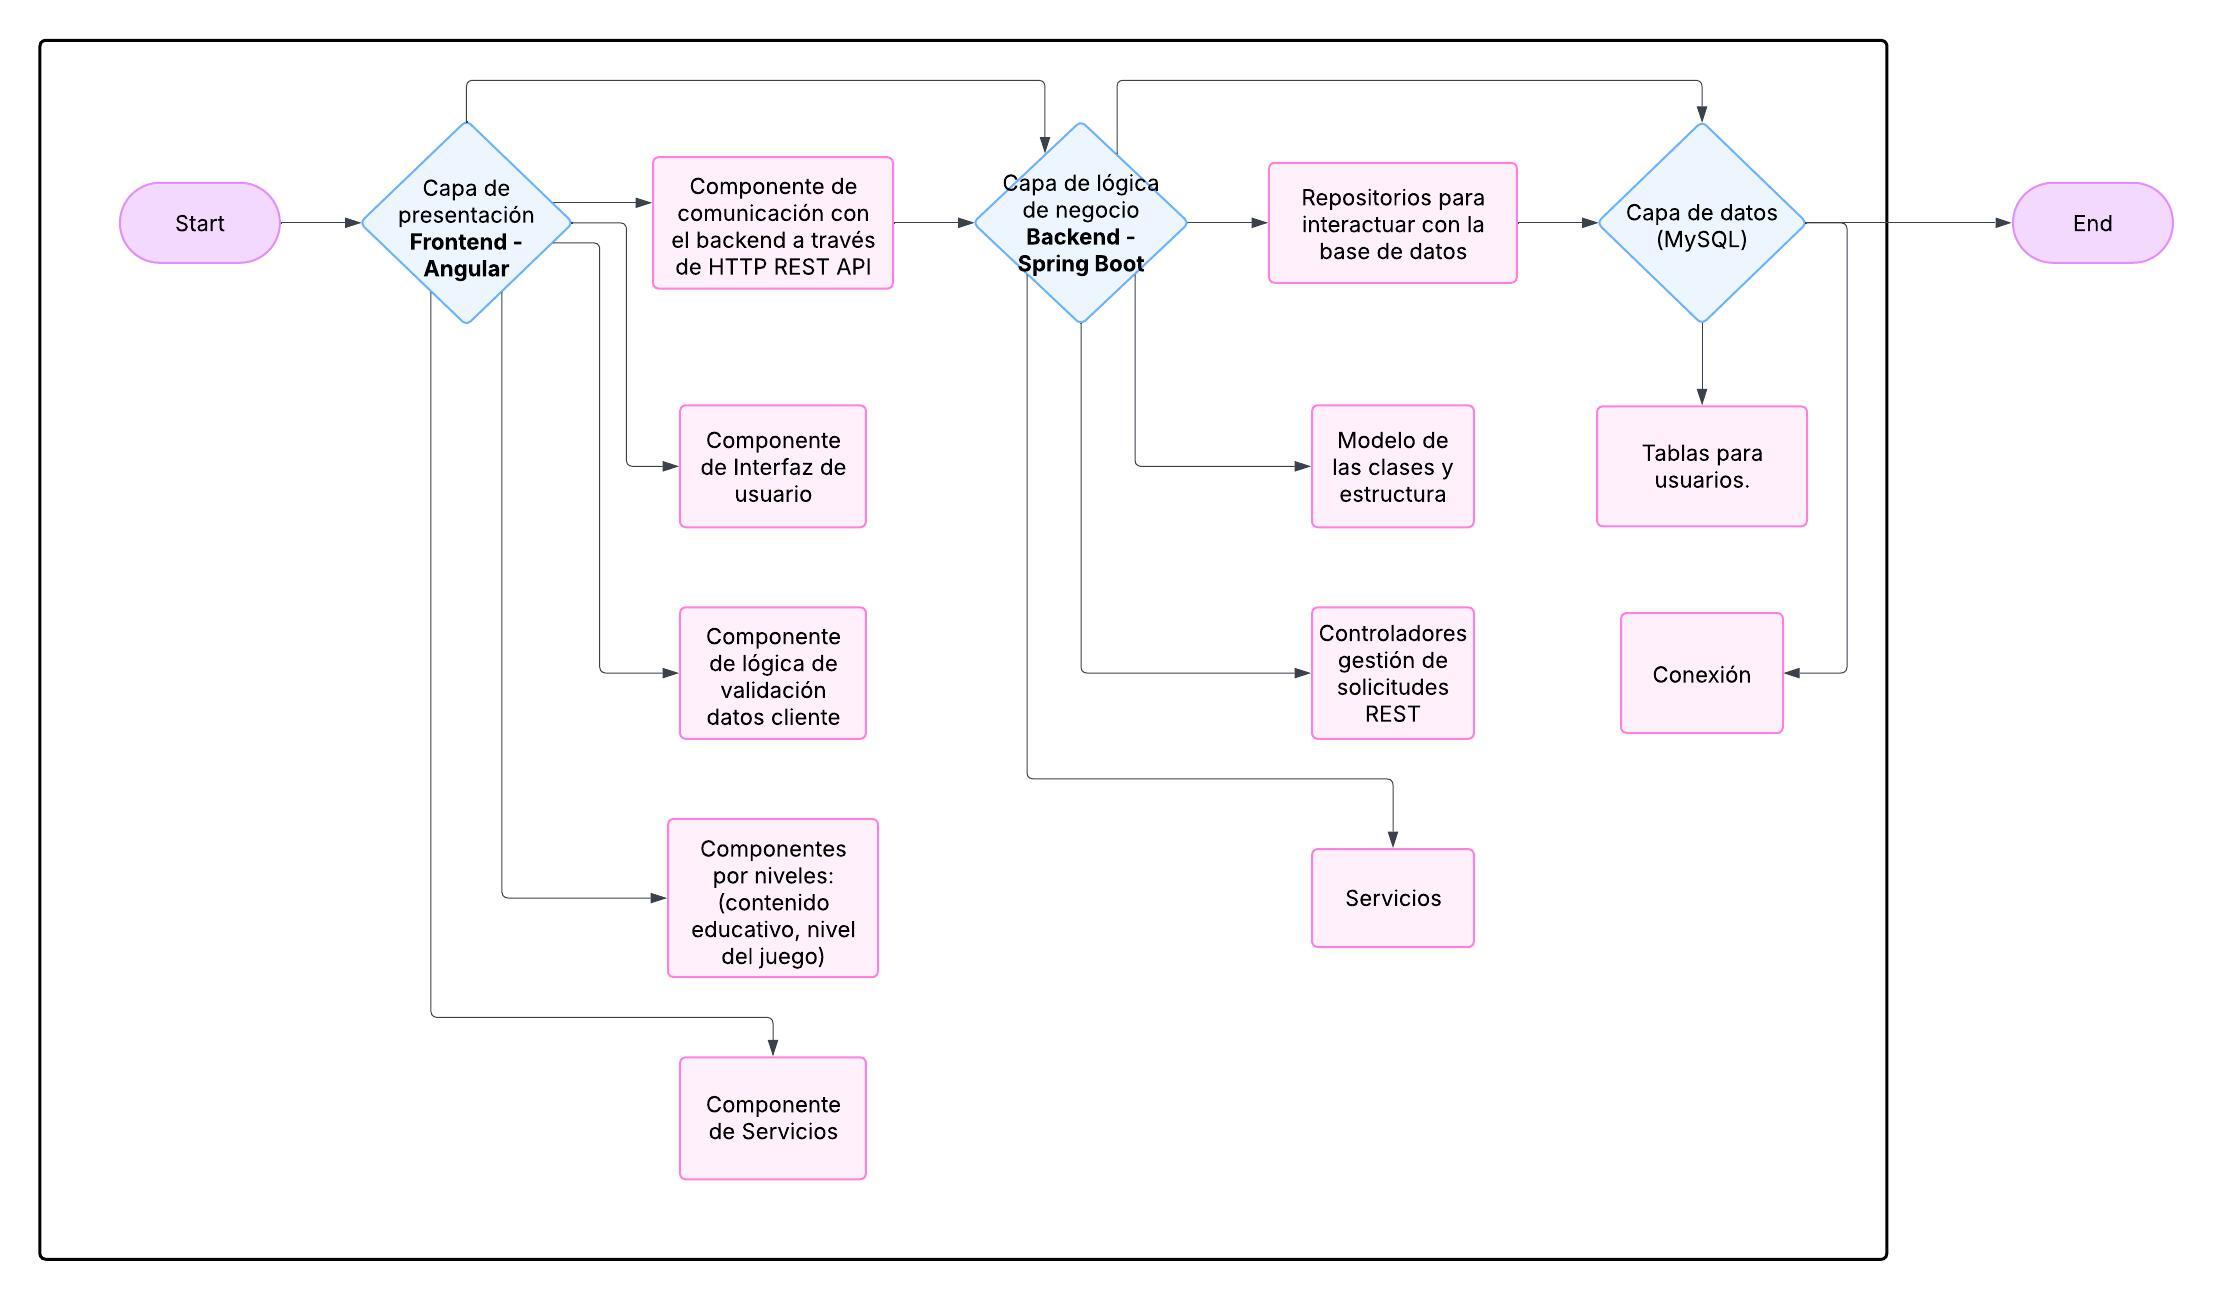 Start
Capa de
presentación
Frontend -
Angular
Componente de
comunicación con
el backend a través
de HTTP REST API
Capa de lógica
de negocio
Backend -
Spring Boot
Repositorios para
interactuar con la
base de datos
Capa de datos
(MySQL)
End
Componente
de Interfaz de
usuario
Modelo de
las clases y
estructura
Tablas para
usuarios.
Componente
de lógica de
validación
datos cliente
Controladores
gestión de
solicitudes
REST
Conexión
Componentes
por niveles:
(contenido
educativo, nivel
del juego)
Servicios
Componente
de Servicios